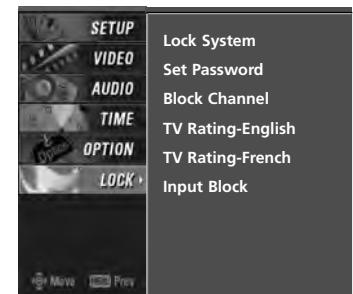 SETUP
VIDEO
AUDIO
TIME
OPTION
LOCK
Move Prev
Lock System
Set Password
Block Channel
TV Rating-English
TV Rating-French
Input Block